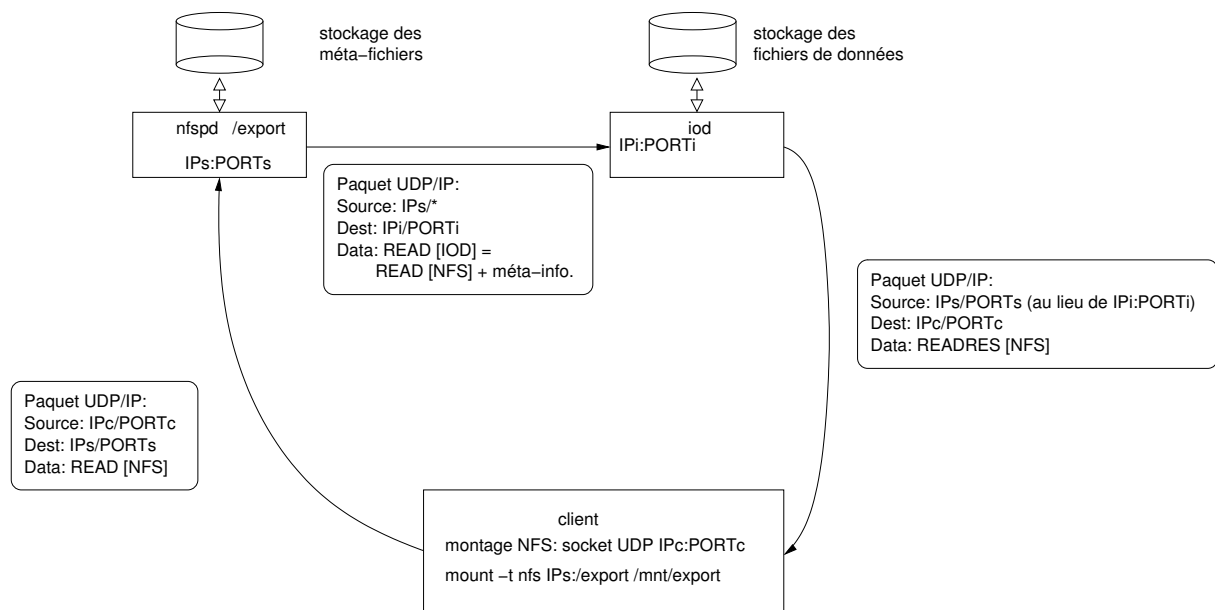 stockage des
méta−fichiers
stockage des
fichiers de données
nfspd /export
IPs:PORTs
iod
IPi:PORTi
Paquet UDP/IP:
Source: IPs/*
Dest: IPi/PORTi
Data: READ [IOD] =
READ [NFS] + méta−info.
Paquet UDP/IP:
Source: IPs/PORTs (au lieu de IPi:PORTi)
Dest: IPc/PORTc
Data: READRES [NFS]
Paquet UDP/IP:
Source: IPc/PORTc
Dest: IPs/PORTs
Data: READ [NFS]
client
montage NFS: socket UDP IPc:PORTc
mount −t nfs IPs:/export /mnt/export